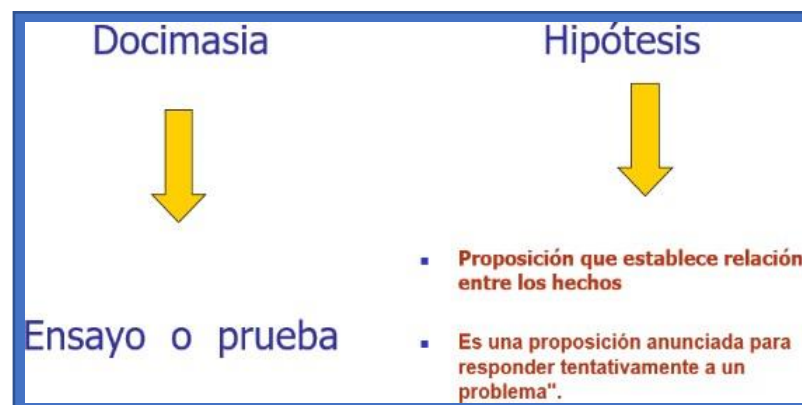 Docimasia
Hipótesis
Ensayo o prueba
▪ Proposición que establece relación
entre los hechos
▪ Es una proposición anunciada para
responder tentativamente a un
problema".